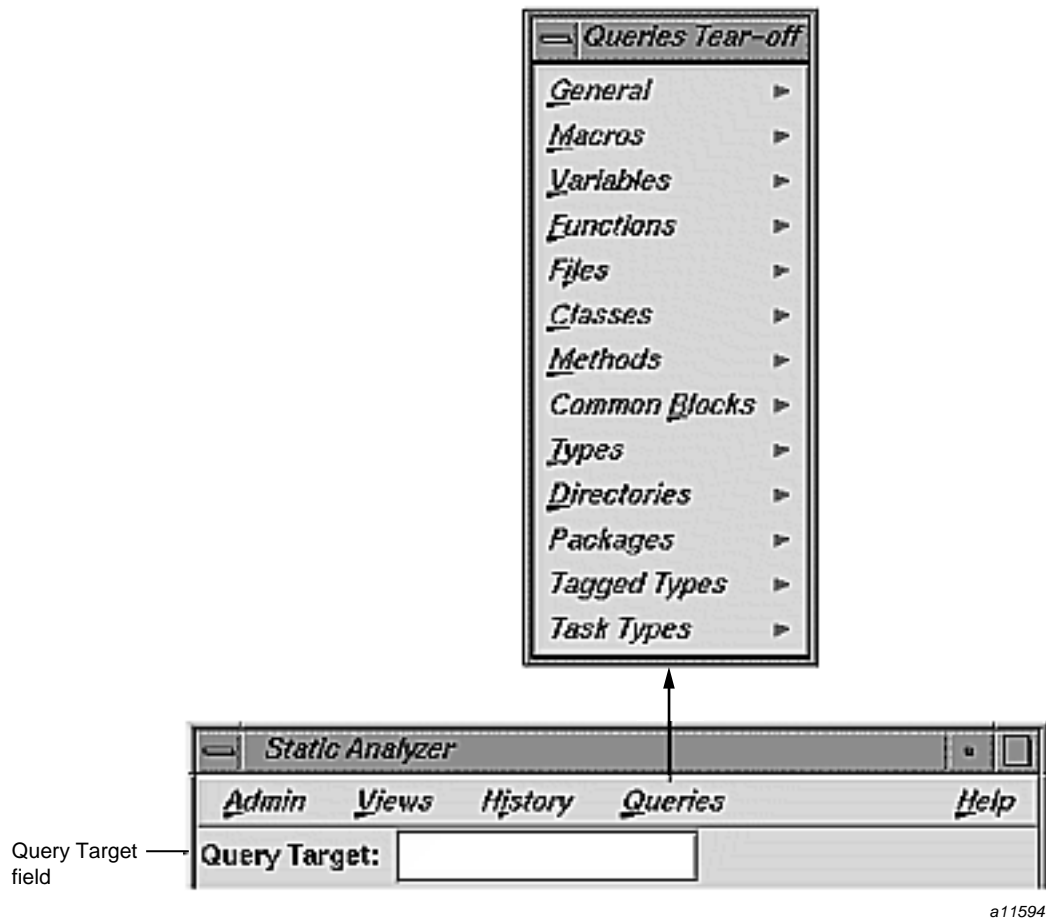 Queries Tear-off
General
Macros
Variables
Functions
Files
Classes
Methods
Common Blocks
Types
Directories
Packages
Tagged Types
Task Types
Static Analyzer
Admin Views History Queries Help
Query Target:
Query Target
field
a11594